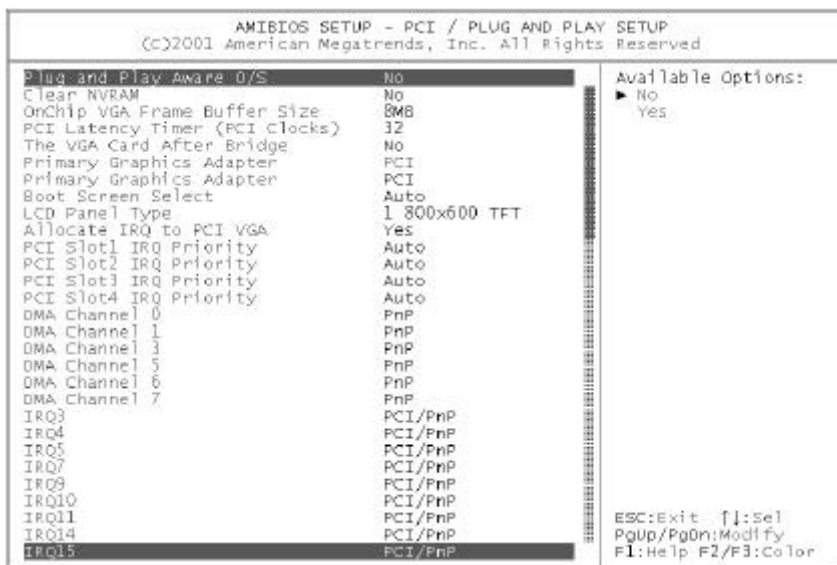 AMIBIOS SETUP - PCI / PLUG AND PLAY SETUP
(C)2001 American Megatrends, Inc. All Rights Reserved
Plug and Play Aware O/S No
Clear NVRAM No
OnChip VGA Frame Buffer Size 8MB
PCI Latency Timer (PCI Clocks) 32
The VGA Card After Bridge No
Primary Graphics Adapter PCI
Primary Graphics Adapter PCI
Boot Screen Select Auto
LCD Panel Type 1 800x600 TFT
Allocate IRQ to PCI VGA Yes
PCI Slot1 IRQ Priority Auto
PCI Slot2 IRQ Priority Auto
PCI Slot3 IRQ Priority Auto
PCI Slot4 IRQ Priority Auto
DMA Channel 0 PnP
DMA Channel 1 PnP
DMA Channel 3 PnP
DMA Channel 5 PnP
DMA Channel 6 PnP
DMA Channel 7 PnP
IRQ3 PCI/PnP
IRQ4 PCI/PnP
IRQ5 PCI/PnP
IRQ7 PCI/PnP
IRQ9 PCI/PnP
IRQ10 PCI/PnP
IRQ11 PCI/PnP
IRQ14 PCI/PnP
IRQ15 PCI/PnP
Available Options:
► No
Yes
ESC:Exit ↑↓:Sel
PgUp/PgDn:Modify
F1:Help F2/F3:Color